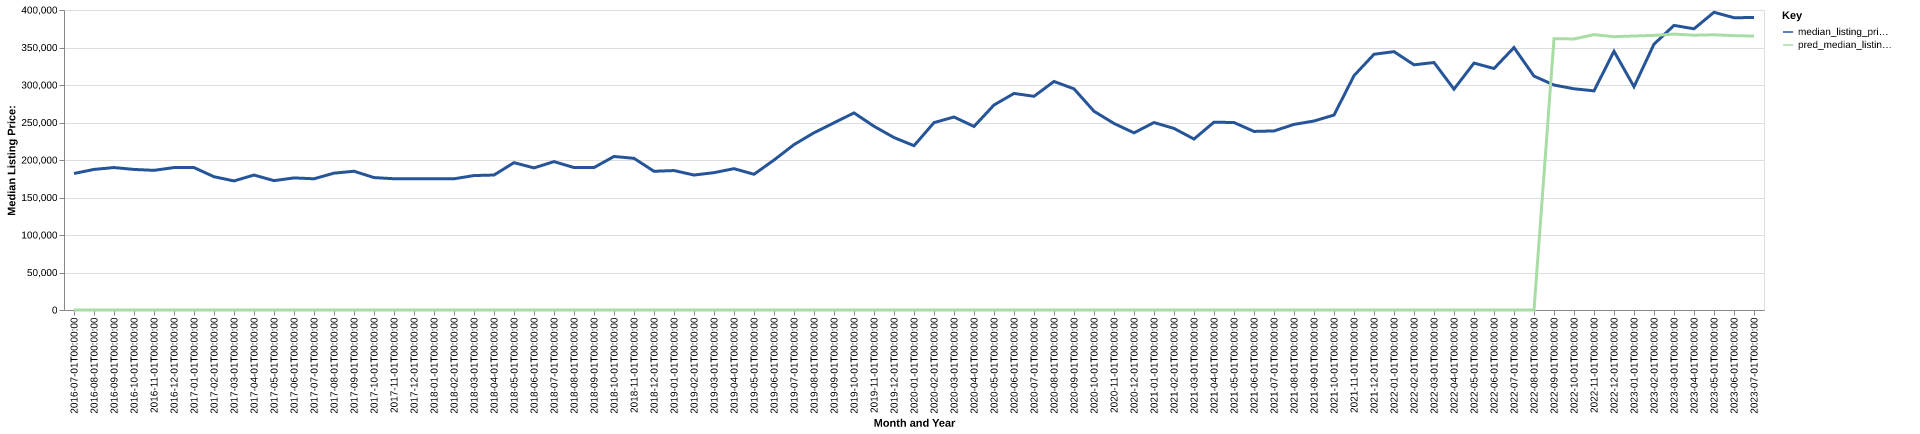 400,000
350,000
300,000
250,000
200,000
150,000
100,000
50,000
0
Median Listing Price:
2016-07-01T00:00:00
2016-08-01T00:00:00
2016-09-01T00:00:00
2016-10-01T00:00:00
2016-11-01T00:00:00
2016-12-01T00:00:00
2017-01-01T00:00:00
2017-02-01T00:00:00
2017-03-01T00:00:00
2017-04-01T00:00:00
2017-05-01T00:00:00
2017-06-01T00:00:00
2017-07-01T00:00:00
2017-08-01T00:00:00
2017-09-01T00:00:00
2017-10-01T00:00:00
2017-11-01T00:00:00
2017-12-01T00:00:00
2018-01-01T00:00:00
2018-02-01T00:00:00
2018-03-01T00:00:00
2018-04-01T00:00:00
2018-05-01T00:00:00
2018-06-01T00:00:00
2018-07-01T00:00:00
2018-08-01T00:00:00
2018-09-01T00:00:00
2018-10-01T00:00:00
2018-11-01T00:00:00
2018-12-01T00:00:00
2019-01-01T00:00:00
2019-02-01T00:00:00
2019-03-01T00:00:00
2019-04-01T00:00:00
2019-05-01T00:00:00
2019-06-01T00:00:00
2019-07-01T00:00:00
2019-08-01T00:00:00
2019-09-01T00:00:00
2019-10-01T00:00:00
2019-11-01T00:00:00
2019-12-01T00:00:00
2020-01-01T00:00:00
2020-02-01T00:00:00
2020-03-01T00:00:00
2020-04-01T00:00:00
2020-05-01T00:00:00
2020-06-01T00:00:00
2020-07-01T00:00:00
2020-08-01T00:00:00
2020-09-01T00:00:00
2020-10-01T00:00:00
2020-11-01T00:00:00
2020-12-01T00:00:00
2021-01-01T00:00:00
2021-02-01T00:00:00
2021-03-01T00:00:00
2021-04-01T00:00:00
2021-05-01T00:00:00
2021-06-01T00:00:00
2021-07-01T00:00:00
2021-08-01T00:00:00
2021-09-01T00:00:00
2021-10-01T00:00:00
2021-11-01T00:00:00
2021-12-01T00:00:00
2022-01-01T00:00:00
2022-02-01T00:00:00
2022-03-01T00:00:00
2022-04-01T00:00:00
2022-05-01T00:00:00
2022-06-01T00:00:00
2022-07-01T00:00:00
2022-08-01T00:00:00
2022-09-01T00:00:00
2022-10-01T00:00:00
2022-11-01T00:00:00
2022-12-01T00:00:00
2023-01-01T00:00:00
2023-02-01T00:00:00
2023-03-01T00:00:00
2023-04-01T00:00:00
2023-05-01T00:00:00
2023-06-01T00:00:00
2023-07-01T00:00:00
Month and Year
Key
median_listing_pri…
pred_median_listin…